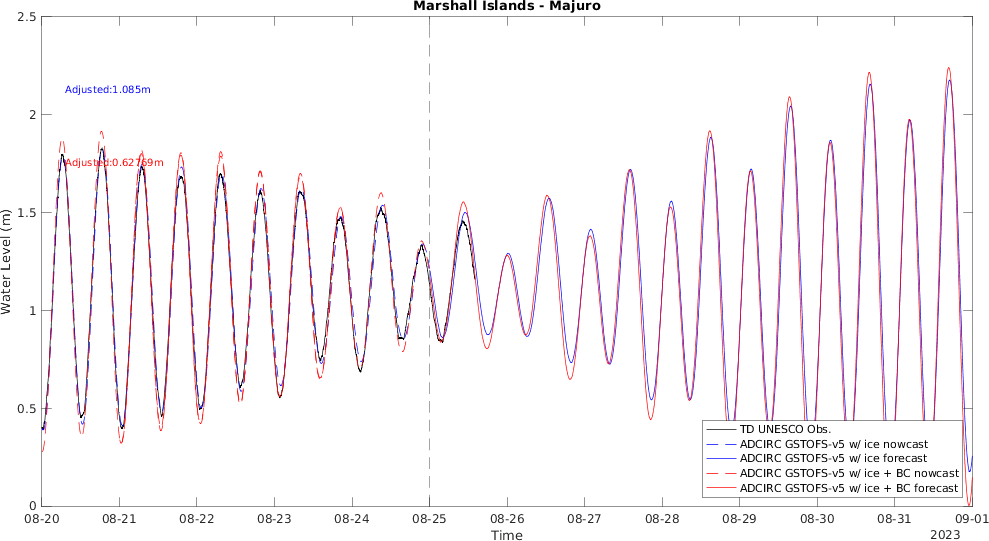 Marshall Islands - Majuro
2.5
2
1.5
1
0.5
0
Water Level (m)
Adjusted:1.085m
Adjusted:0.62769m
TD UNESCO Obs.
ADCIRC GSTOFS-v5 w/ ice nowcast
ADCIRC GSTOFS-v5 w/ ice forecast
ADCIRC GSTOFS-v5 w/ ice + BC nowcast
ADCIRC GSTOFS-v5 w/ ice + BC forecast
08-20 08-21 08-22 08-23 08-24 08-25 08-26 08-27 08-28 08-29 08-30 08-31 09-01
Time
2023